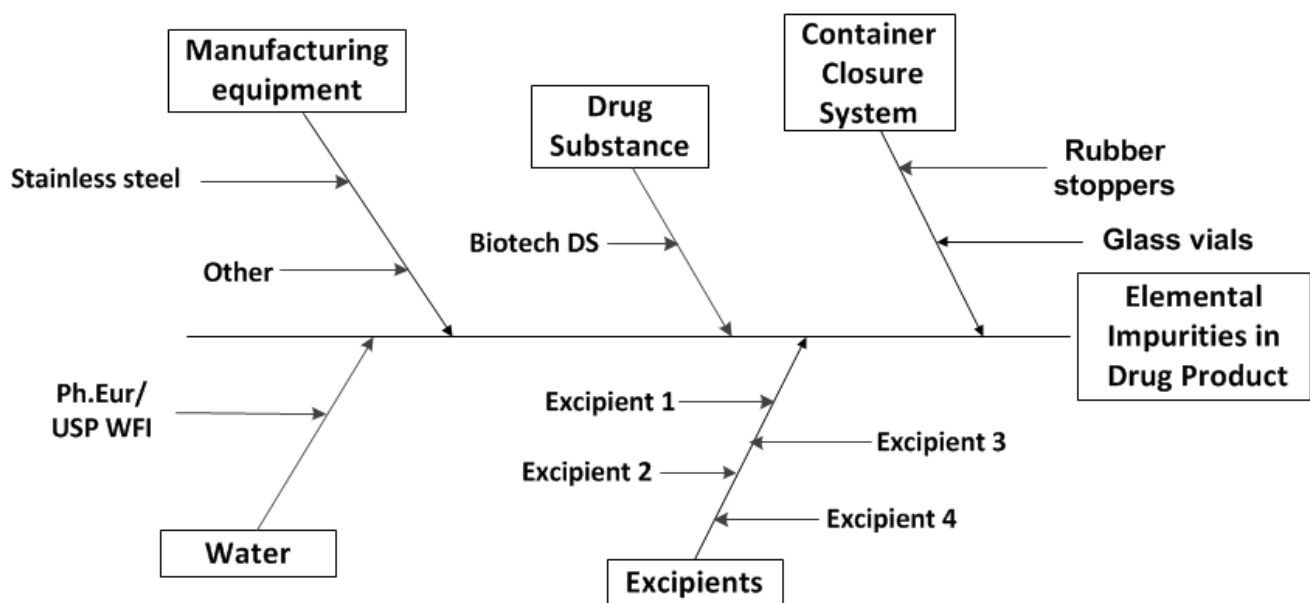 Manufacturing
equipment
Drug
Substance
Container
Closure
System
Stainless steel
Other
Biotech DS
Rubber
stoppers
Glass vials
Elemental
Impurities in
Drug Product
Ph.Eur/
USP WFI
Water
Excipient 1
Excipient 3
Excipient 2
Excipient 4
Excipients